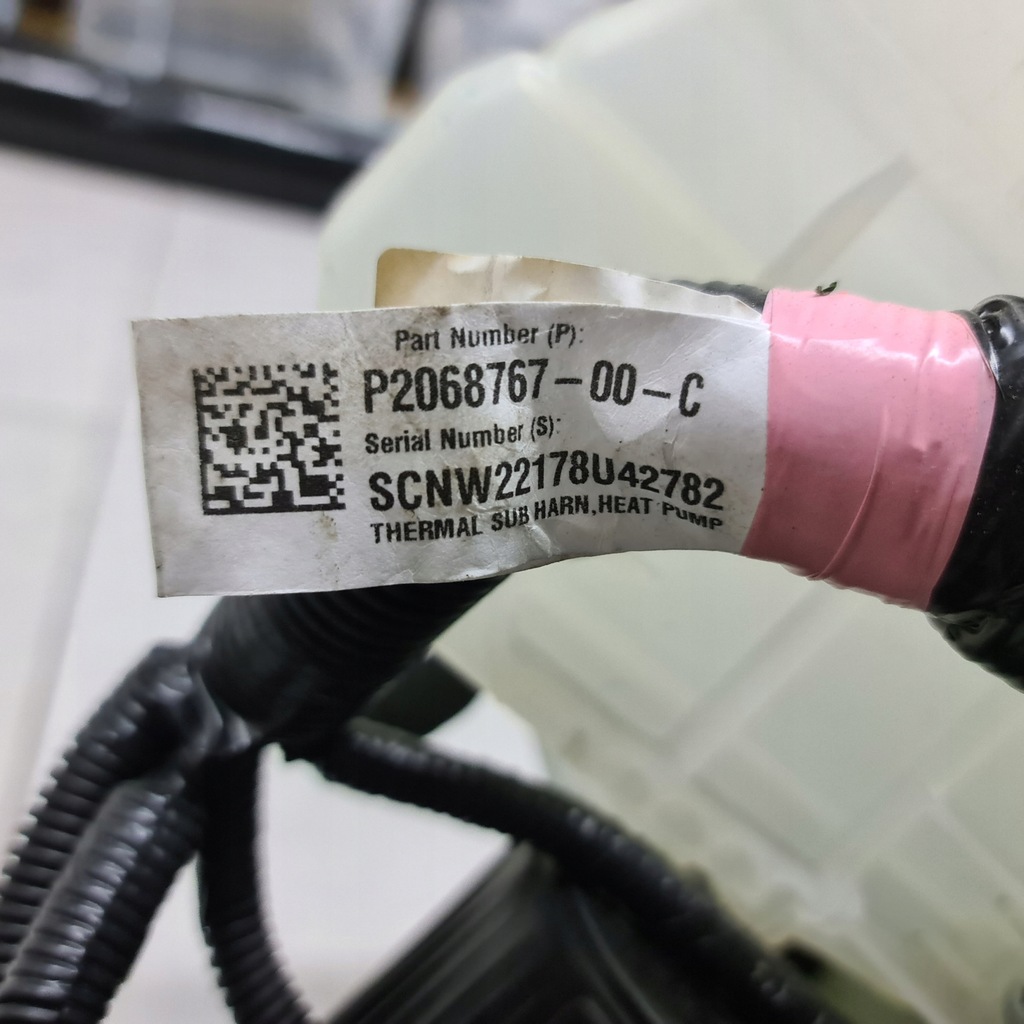 Part Number (P):
P2068767-00-C
Serial Number (S):
SCNW22178U42782
THERMAL SUB HARN,HEAT PUMP